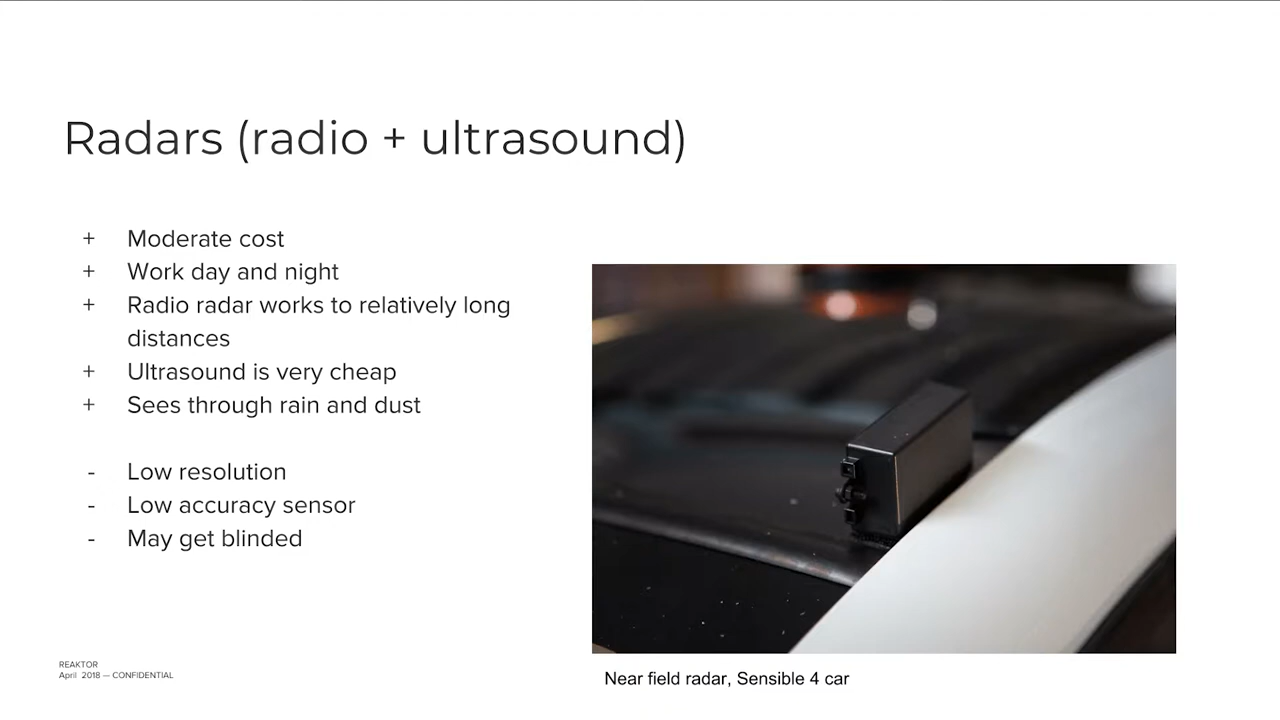 Radars (radio + ultrasound)
+ Moderate cost
+ Work day and night
+ Radio radar works to relatively long
distances
+ Ultrasound is very cheap
+ Sees through rain and dust
- Low resolution
- Low accuracy sensor
- May get blinded
REAKTOR
April 2018 — CONFIDENTIAL
Near field radar, Sensible 4 car